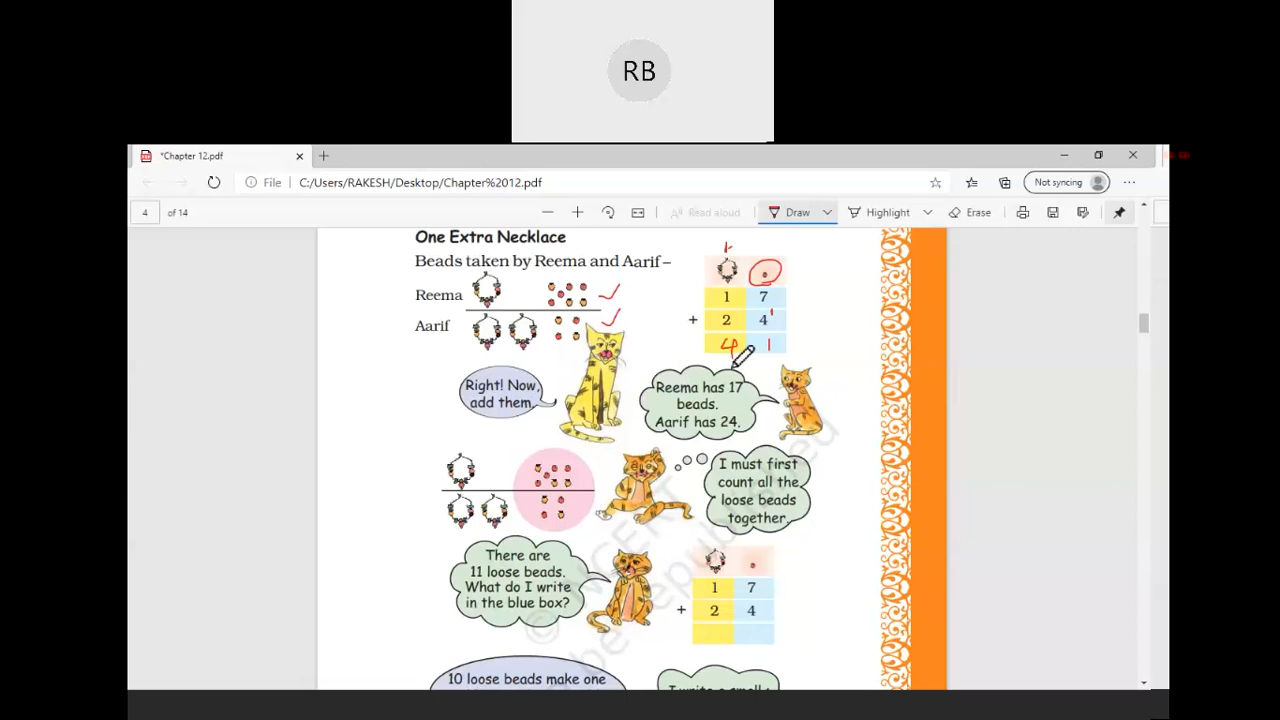 RB
*Chapter 12.pdf
File C:/Users/RAKESH/Desktop/Chapter%2012.pdf
Not syncing
4 of 14
Read aloud
Draw
Highlight
Erase
One Extra Necklace
Beads taken by Reema and Aarif –
Reema
Aarif
1
1 7
+ 2 4
4 1
Right! Now,
add them.
Reema has 17
beads.
Aarif has 24.
I must first
count all the
loose beads
together.
There are
11 loose beads.
What do I write
in the blue box?
1 7
+ 2 4
10 loose beads make one
© NCERT
be republished